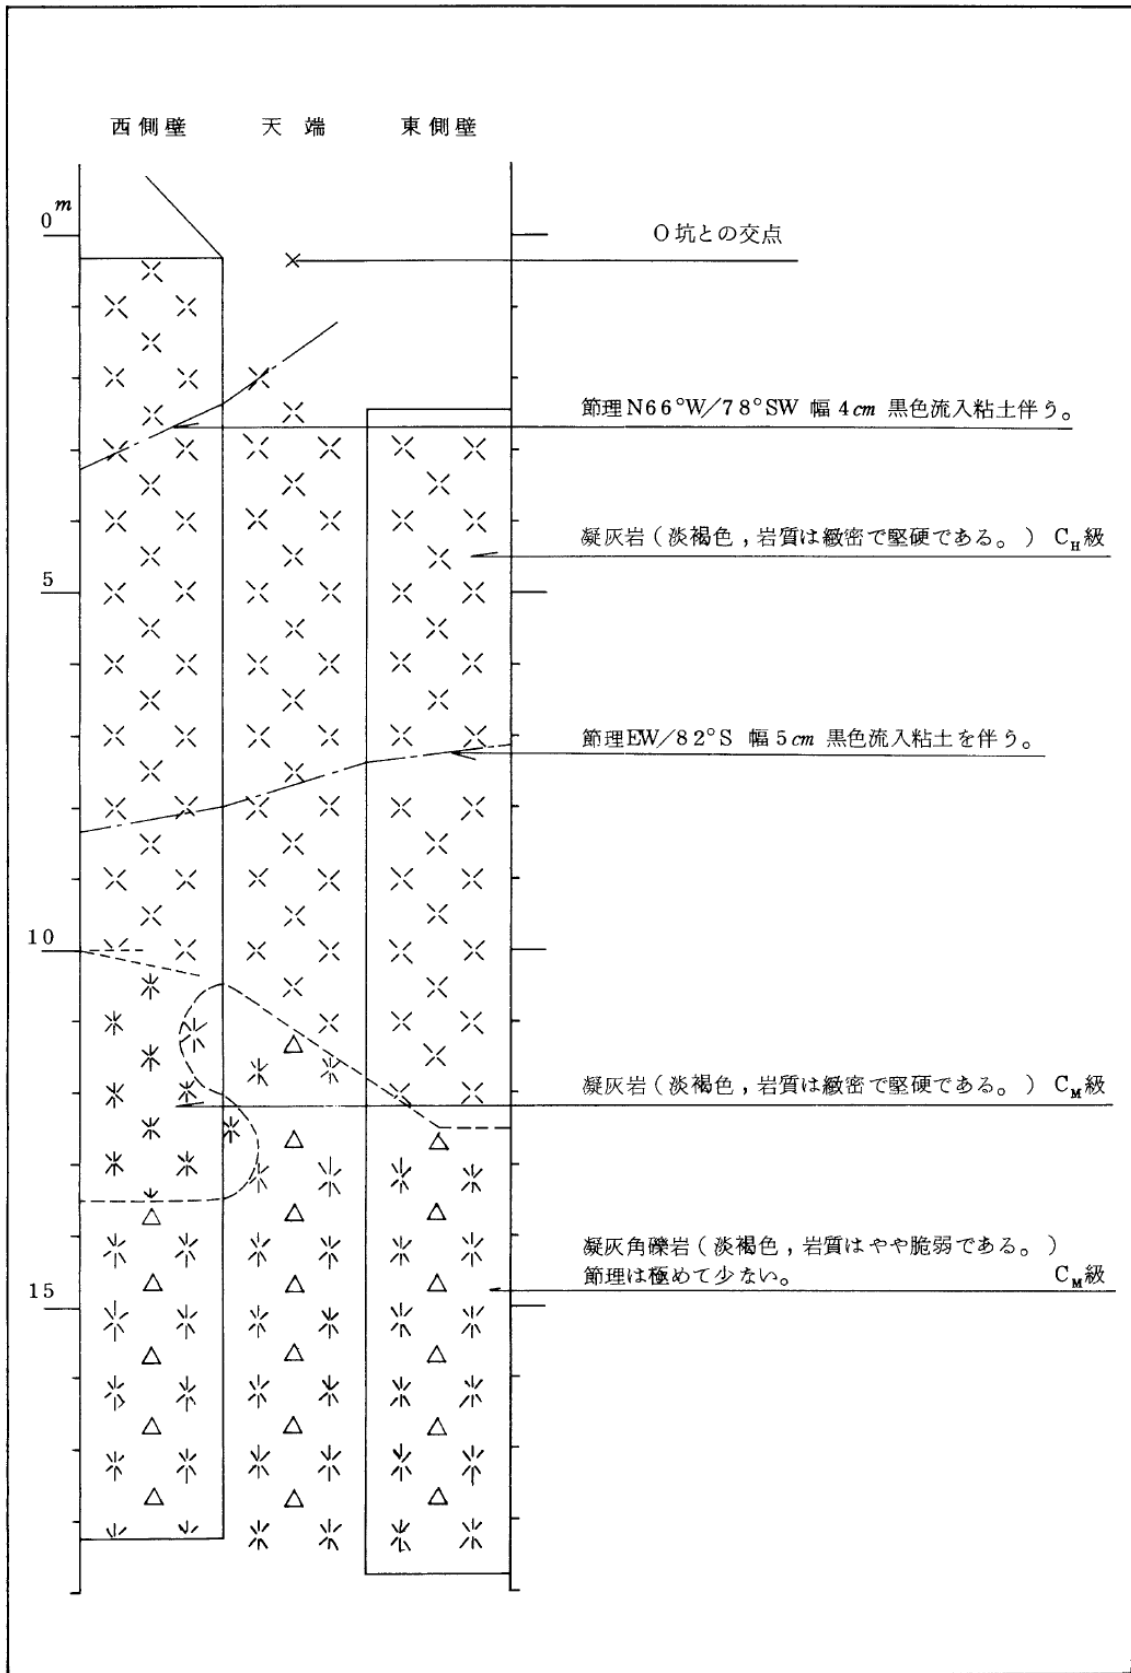 西側壁 天端 東側壁
0m
O坑との交点
節理N66°W/78°SW 幅4cm 黒色流入粘土伴う。
凝灰岩(淡褐色,岩質は緻密で堅硬である。) CH級
5
節理EW/82°S 幅5cm 黒色流入粘土を伴う。
10
凝灰岩(淡褐色,岩質は緻密で堅硬である。) CM級
凝灰角礫岩(淡褐色,岩質はやや脆弱である。)
節理は極めて少ない。 CM級
15